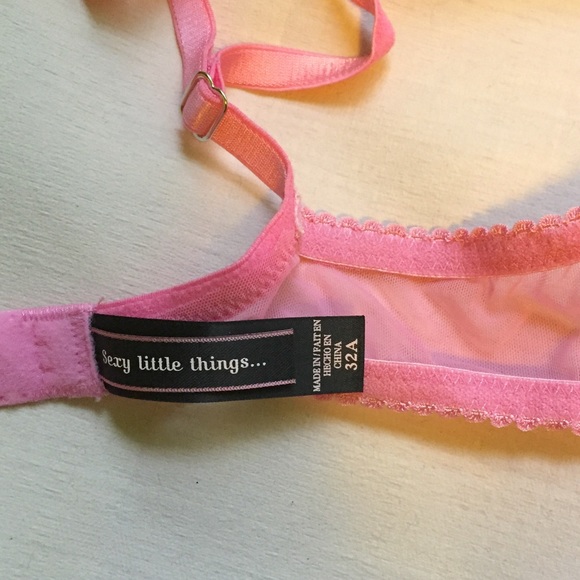 Sexy little things...
MADE IN / FAIT EN
HECHO EN
CHINA
32A